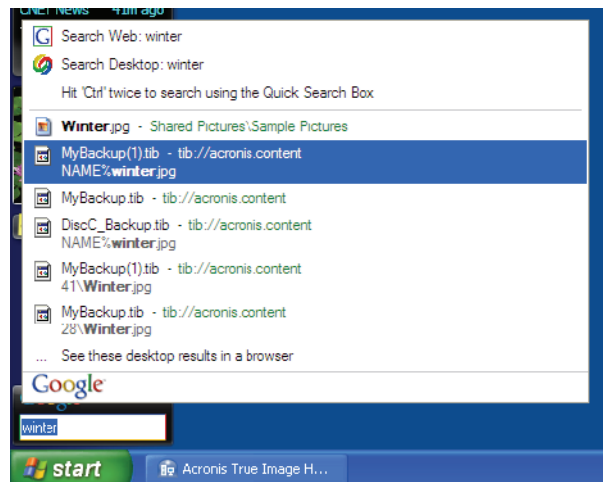 CNET News 41m ago
Search Web: winter
Search Desktop: winter
Hit 'Ctrl' twice to search using the Quick Search Box
Winter.jpg - Shared Pictures\Sample Pictures
MyBackup(1).tib - tib://acronis.content
NAME%winter.jpg
MyBackup.tib - tib://acronis.content
DiscC_Backup.tib - tib://acronis.content
NAME%winter.jpg
MyBackup(1).tib - tib://acronis.content
41\Winter.jpg
MyBackup.tib - tib://acronis.content
28\Winter.jpg
... See these desktop results in a browser
Google
winter
start Acronis True Image H...